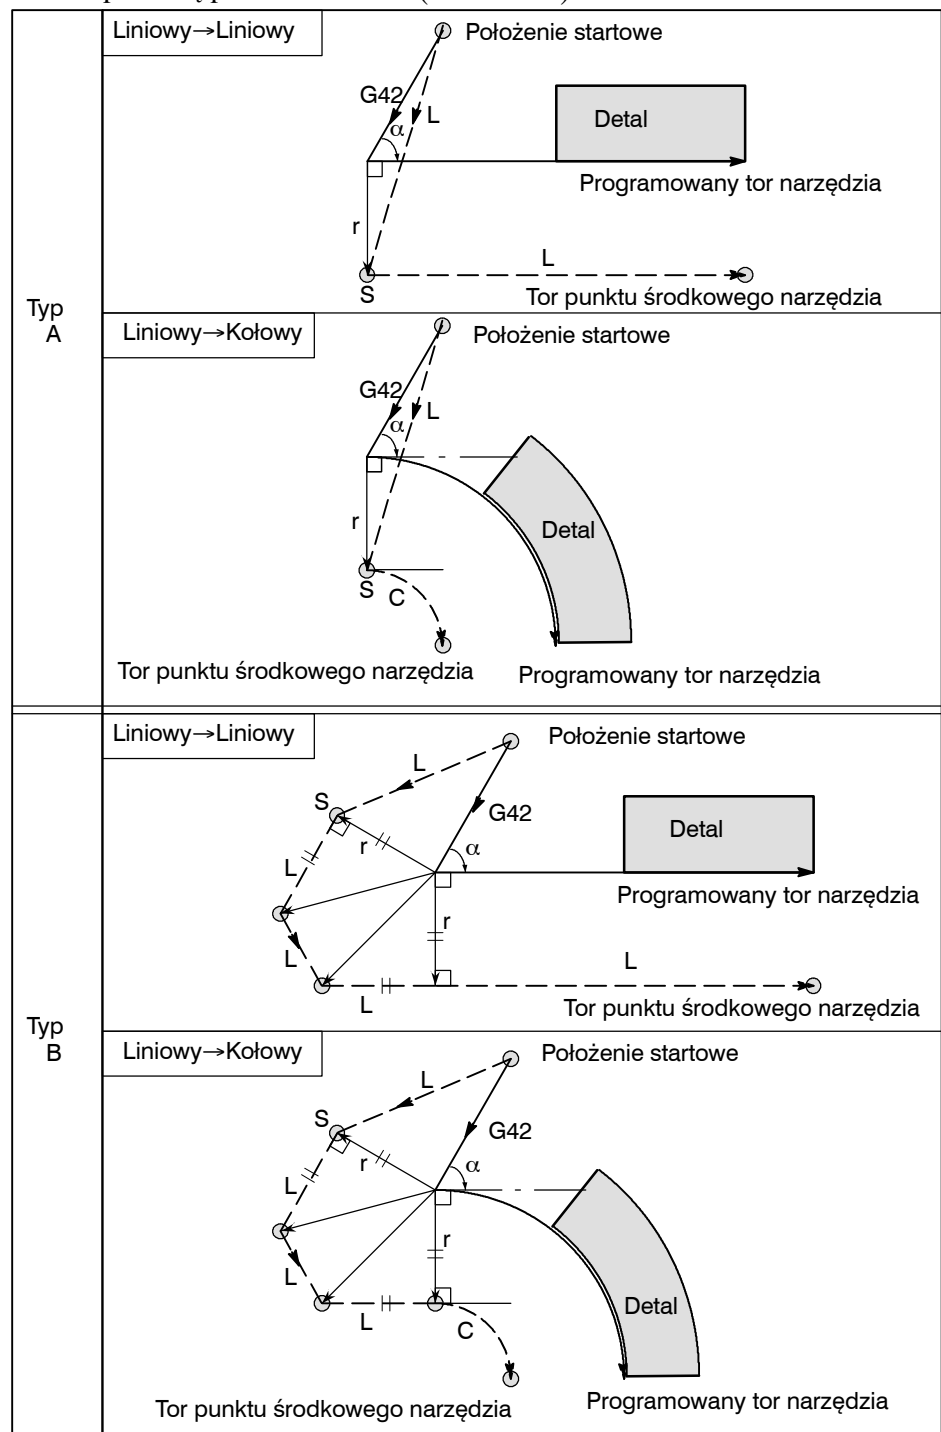 Liniowy→Liniowy
Położenie startowe
G42
L
α
Detal
Programowany tor narzędzia
r
L
S
Tor punktu środkowego narzędzia
Typ
A
Liniowy→Kołowy
Położenie startowe
G42
L
α
r
Detal
S
C
Tor punktu środkowego narzędzia
Programowany tor narzędzia
Liniowy→Liniowy
Położenie startowe
L
S
G42
r
α
Detal
L
Programowany tor narzędzia
r
L
L
L
Tor punktu środkowego narzędzia
Typ
B
Liniowy→Kołowy
Położenie startowe
L
S
G42
r
α
L
r
L
Detal
L
C
Programowany tor narzędzia
Tor punktu środkowego narzędzia